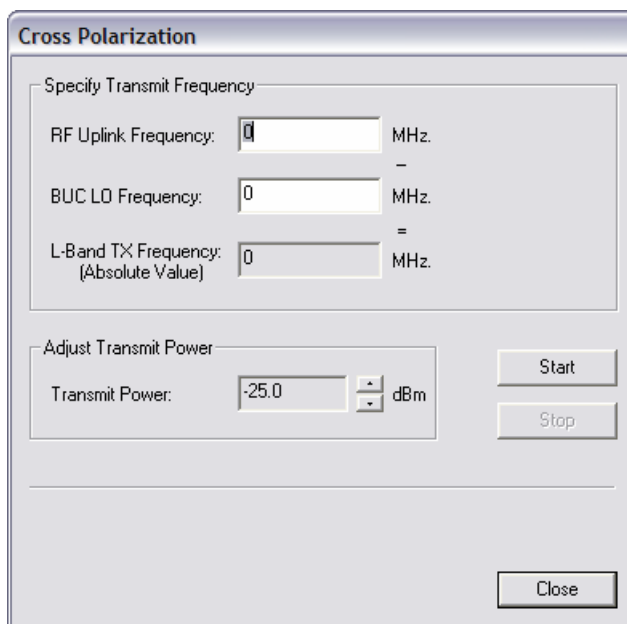 Cross Polarization
Specify Transmit Frequency
RF Uplink Frequency: 0 MHz.
–
BUC LO Frequency: 0 MHz.
=
L-Band TX Frequency: 0 MHz.
(Absolute Value)
Adjust Transmit Power
Transmit Power: -25.0 dBm
Start
Stop
Close